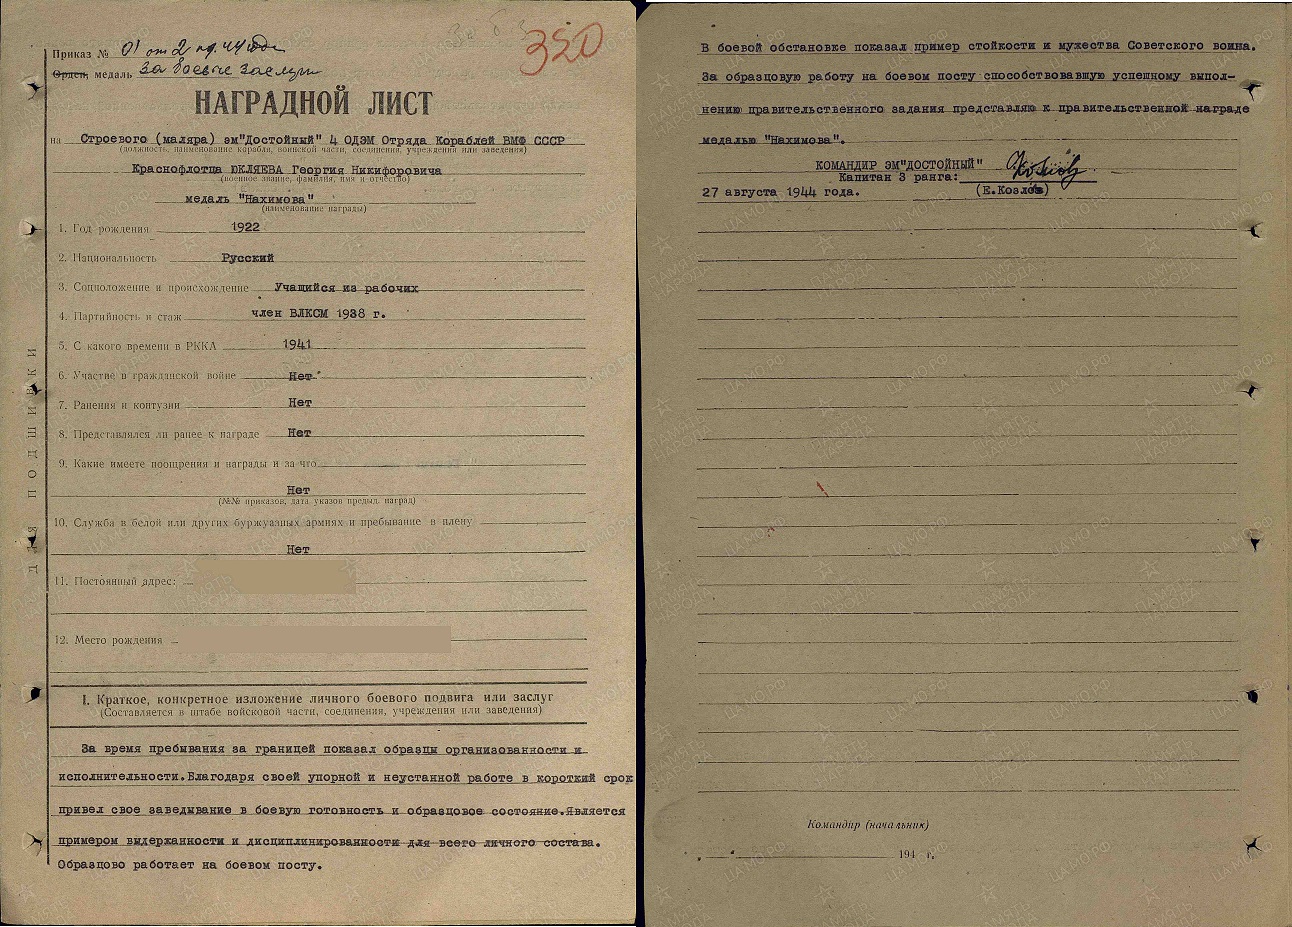 350
Приказ № 01 от 2
Орден, медаль За боевые заслуги
НАГРАДНОЙ ЛИСТ
на Строевого (маляра) эм"Достойный" 4 ОДЭМ Отряда Кораблей ВМФ СССР
(должность, наименование корабля, воинской части, соединения, учреждения или заведения)
Краснофлотца ЮКЛЯЕВА Георгия Никифоровича
(военное звание, фамилия, имя и отчество)
медаль "Нахимова"
(наименование награды)
1. Год рождения 1922
2. Национальность Русский
3. Соцположение и происхождение Учащийся из рабочих
4. Партийность и стаж член ВЛКСМ 1938 г.
5. С какого времени в РККА 1941
6. Участие в гражданской войне Нет
7. Ранения и контузии Нет
8. Представлялся ли ранее к награде Нет
9. Какие имеете поощрения и награды и за что
Нет
(№№ приказов, дата указов предыд. наград)
10. Служба в белой или других буржуазных армиях и пребывание в плену
Нет
11. Постоянный адрес:
12. Место рождения
I. Краткое, конкретное изложение личного боевого подвига или заслуг
(Составляется в штабе войсковой части, соединения, учреждения или заведения)
За время пребывания за границей показал образцы организованности и
исполнительности.Благодаря своей упорной и неустанной работе в короткий срок
привел свое заведывание в боевую готовность и образцовое состояние.Является
примером выдержанности и дисциплинированности для всего личного состава.
Образцово работает на боевом посту.
для подшивки
В боевой обстановке показал пример стойкости и мужества Советского воина.
За образцовую работу на боевом посту способствовавшую успешному выпол-
нению правительственного задания представляю к правительственной награде
медалью "Нахимова".
КОМАНДИР ЭМ"ДОСТОЙНЫЙ"
Капитан 3 ранга:
27 августа 1944 года. (Е.Козлов)
Командир (начальник)
194 г.
ПАМЯТЬ НАРОДА
ЦАМО.РФ